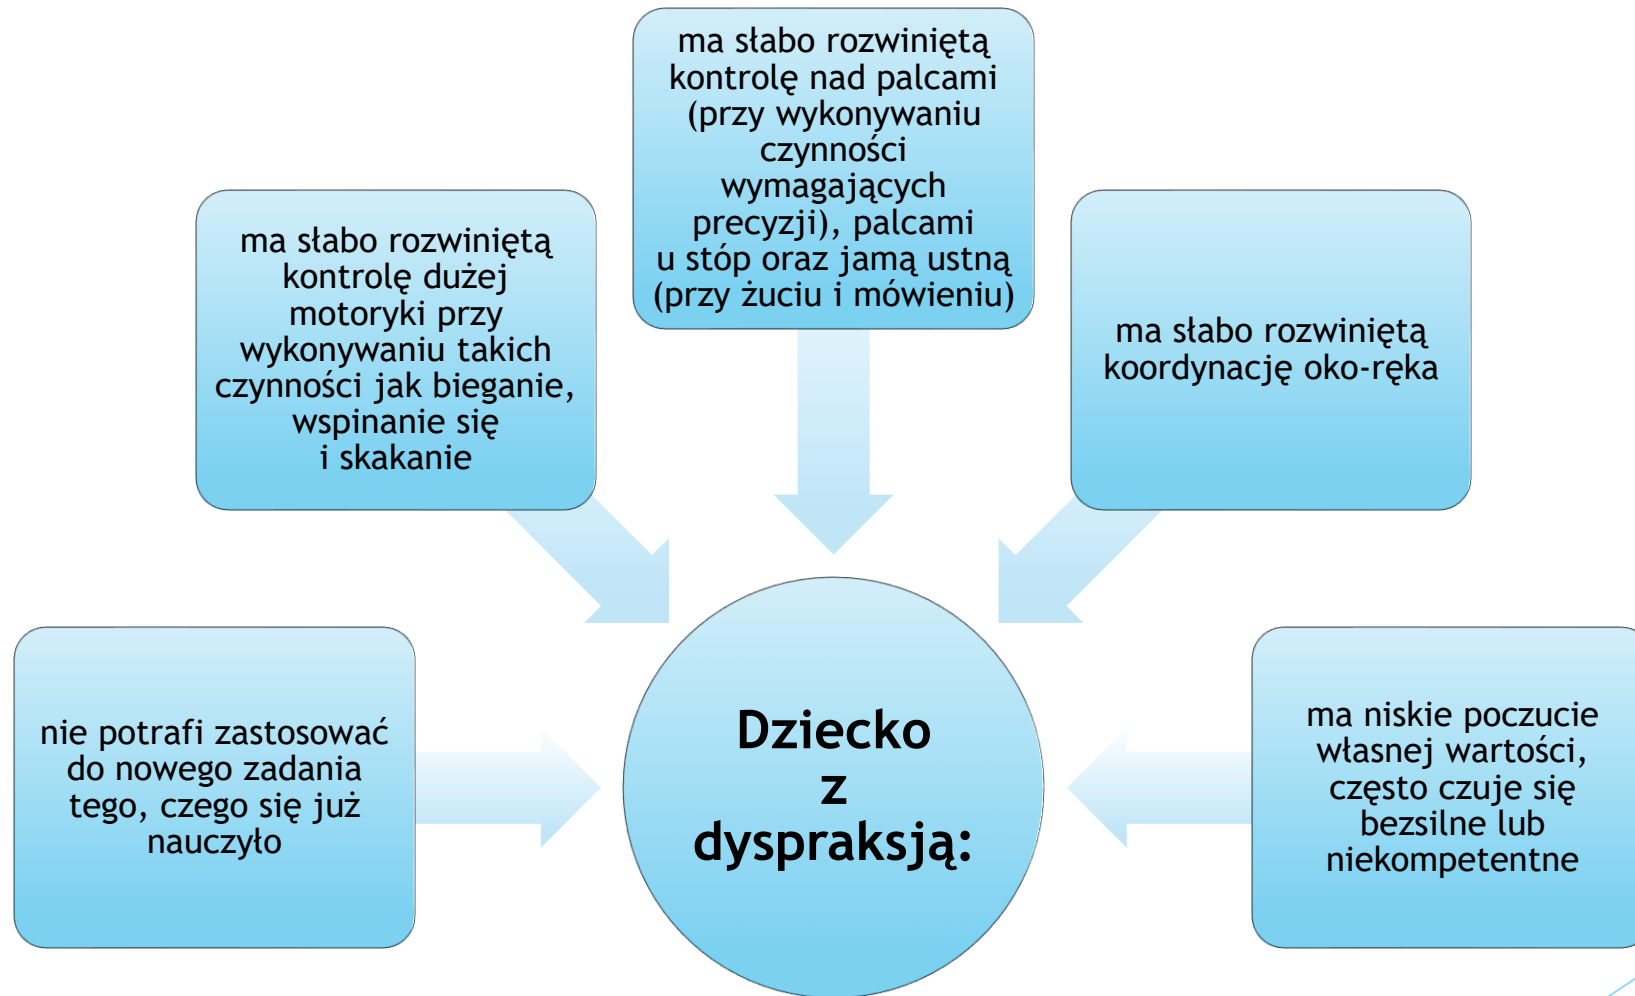 ma słabo rozwiniętą
kontrolę nad palcami
(przy wykonywaniu
czynności
wymagających
precyzji), palcami
u stóp oraz jamą ustną
(przy żuciu i mówieniu)
ma słabo rozwiniętą
kontrolę dużej
motoryki przy
wykonywaniu takich
czynności jak bieganie,
wspinanie się
i skakanie
ma słabo rozwiniętą
koordynację oko-ręka
nie potrafi zastosować
do nowego zadania
tego, czego się już
nauczyło
Dziecko
z
dyspraksją:
ma niskie poczucie
własnej wartości,
często czuje się
bezsilne lub
niekompetentne